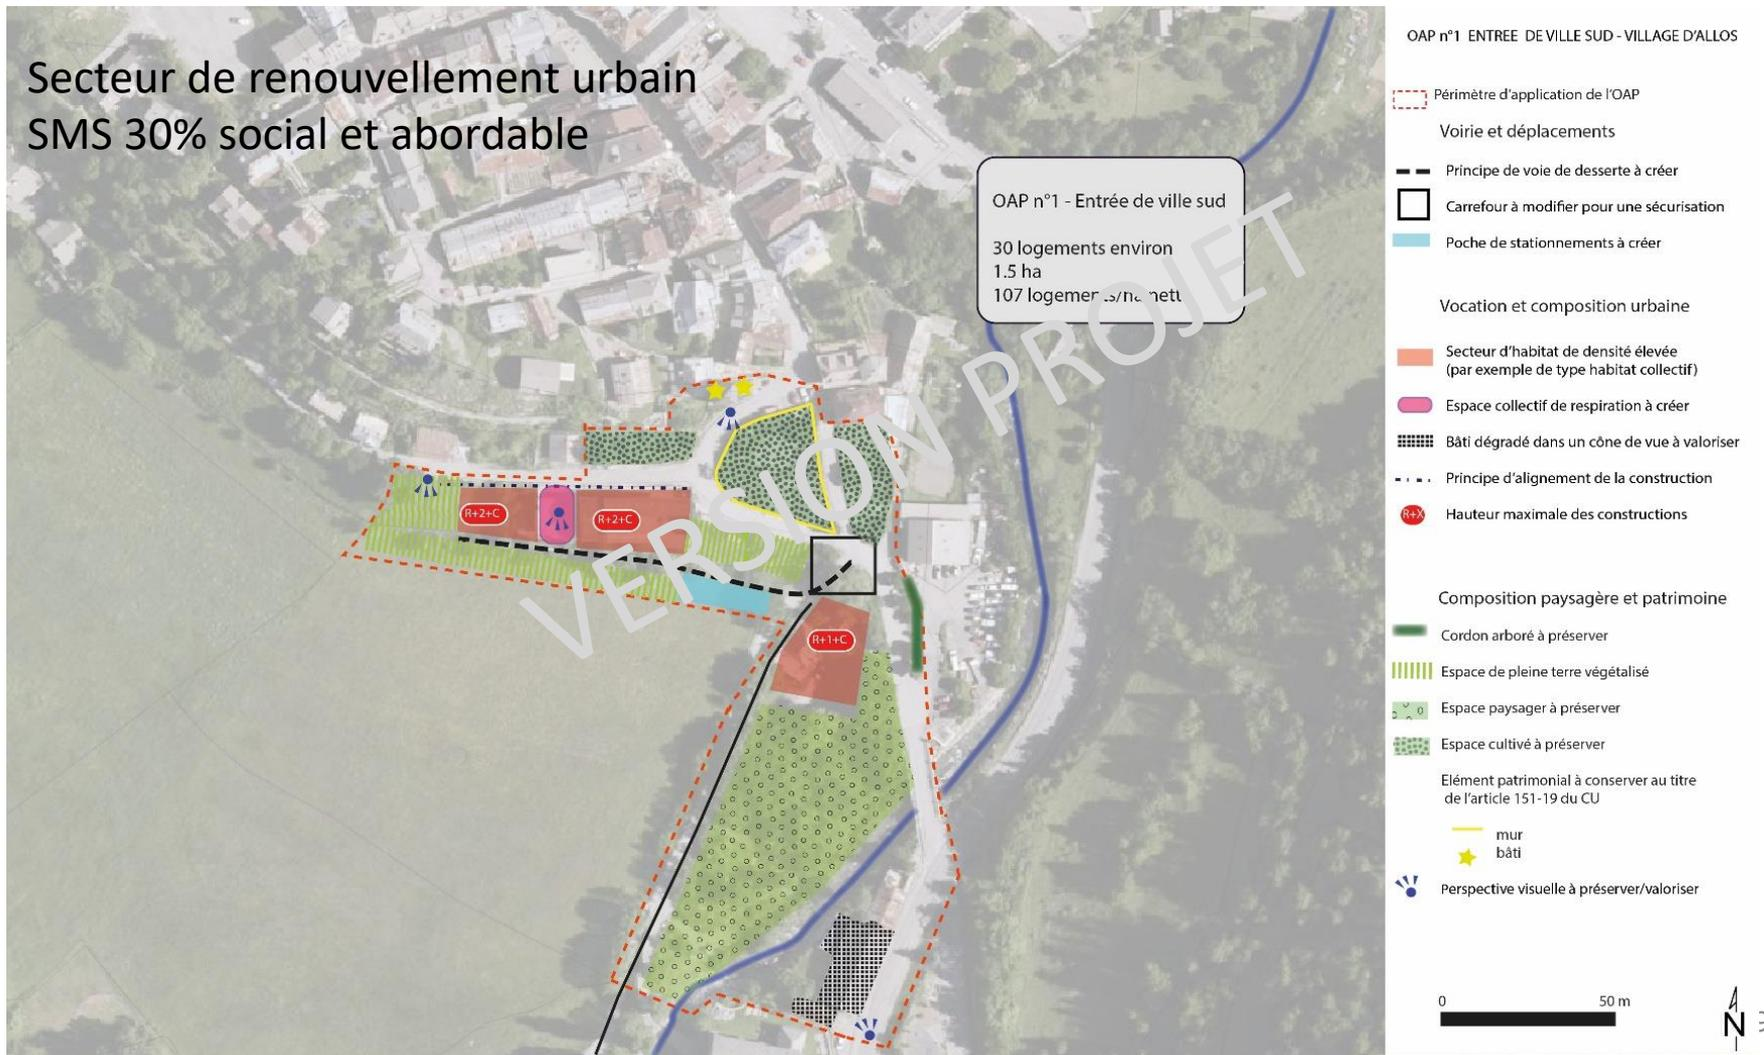 Secteur de renouvellement urbain
SMS 30% social et abordable
OAP n°1 - Entrée de ville sud
30 logements environ
1.5 ha
107 logements/ha nett
R+2+C
R+2+C
R+1+C
VERSION PROJET
OAP n°1 ENTREE DE VILLE SUD - VILLAGE D'ALLOS
Périmètre d'application de l'OAP
Voirie et déplacements
Principe de voie de desserte à créer
Carrefour à modifier pour une sécurisation
Poche de stationnements à créer
Vocation et composition urbaine
Secteur d'habitat de densité élevée
(par exemple de type habitat collectif)
Espace collectif de respiration à créer
Bâti dégradé dans un cône de vue à valoriser
Principe d'alignement de la construction
R+X
Hauteur maximale des constructions
Composition paysagère et patrimoine
Cordon arboré à préserver
Espace de pleine terre végétalisé
Espace paysager à préserver
Espace cultivé à préserver
Elément patrimonial à conserver au titre
de l'article 151-19 du CU
mur
bâti
Perspective visuelle à préserver/valoriser
0 50 m
N